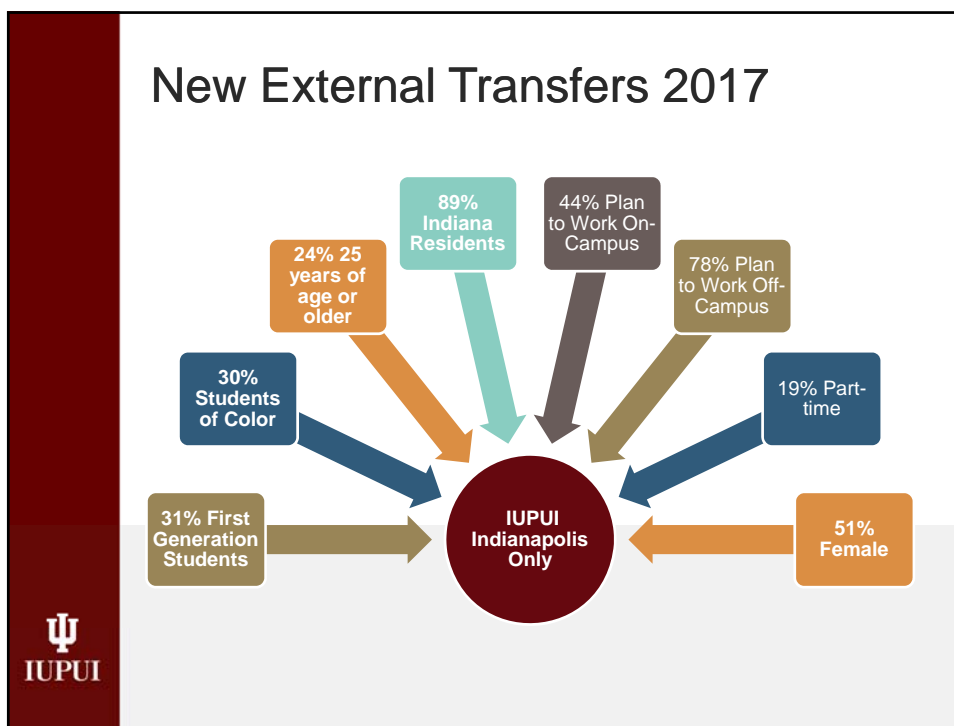 New External Transfers 2017
89%
Indiana
Residents
44% Plan
to Work On-
Campus
24% 25
years of
age or
older
78% Plan
to Work Off-
Campus
30%
Students
of Color
19% Part-
time
31% First
Generation
Students
IUPUI
Indianapolis
Only
51%
Female
IUPUI